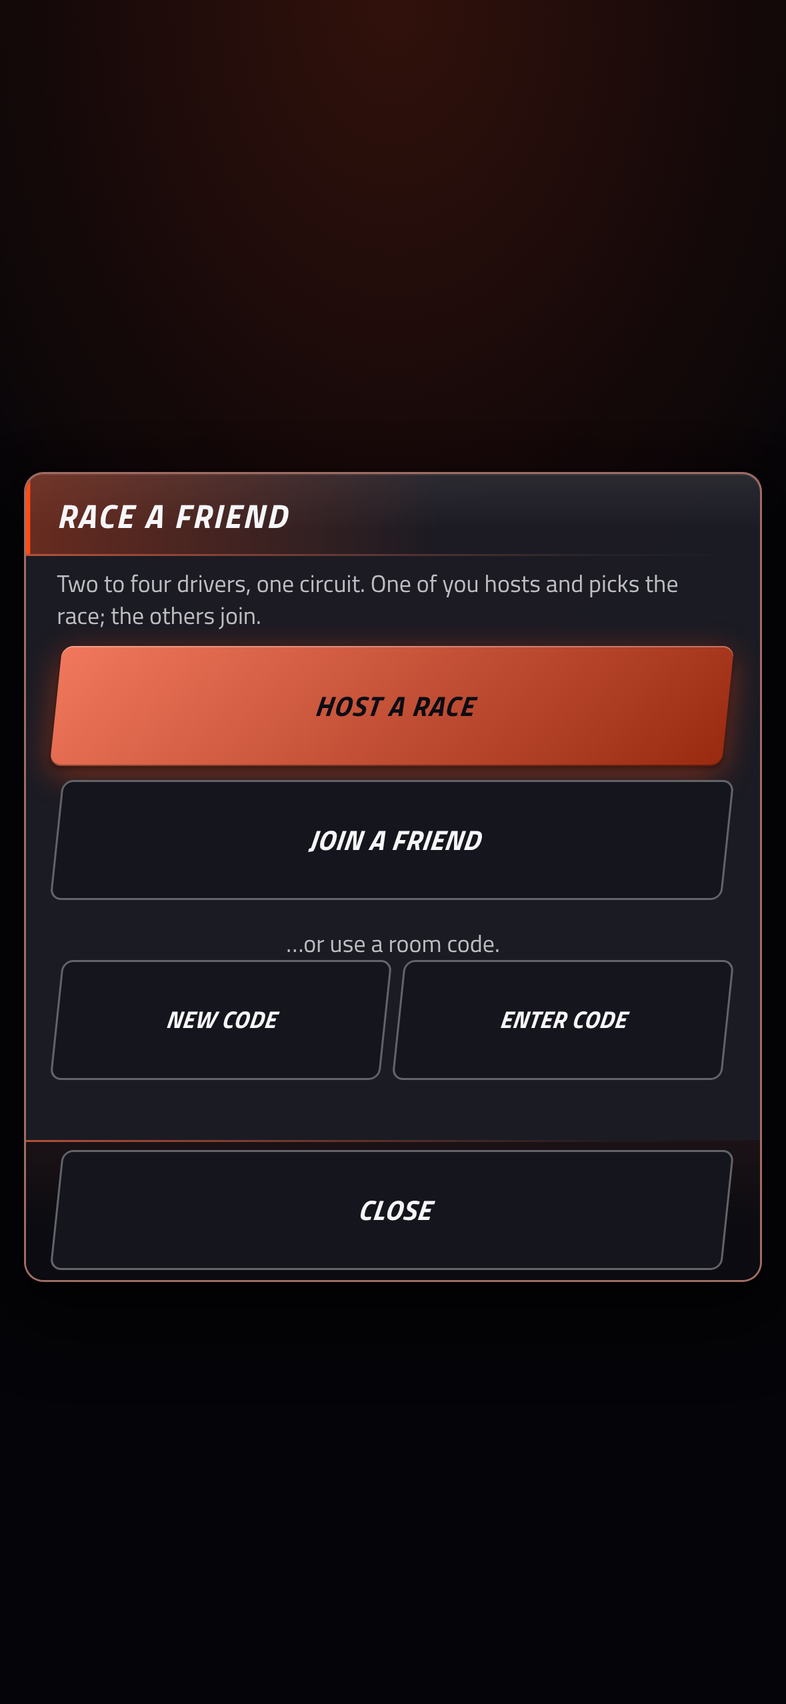 RACE A FRIEND
Two to four drivers, one circuit. One of you hosts and picks the
race; the others join.
HOST A RACE
JOIN A FRIEND
...or use a room code.
NEW CODE
ENTER CODE
CLOSE